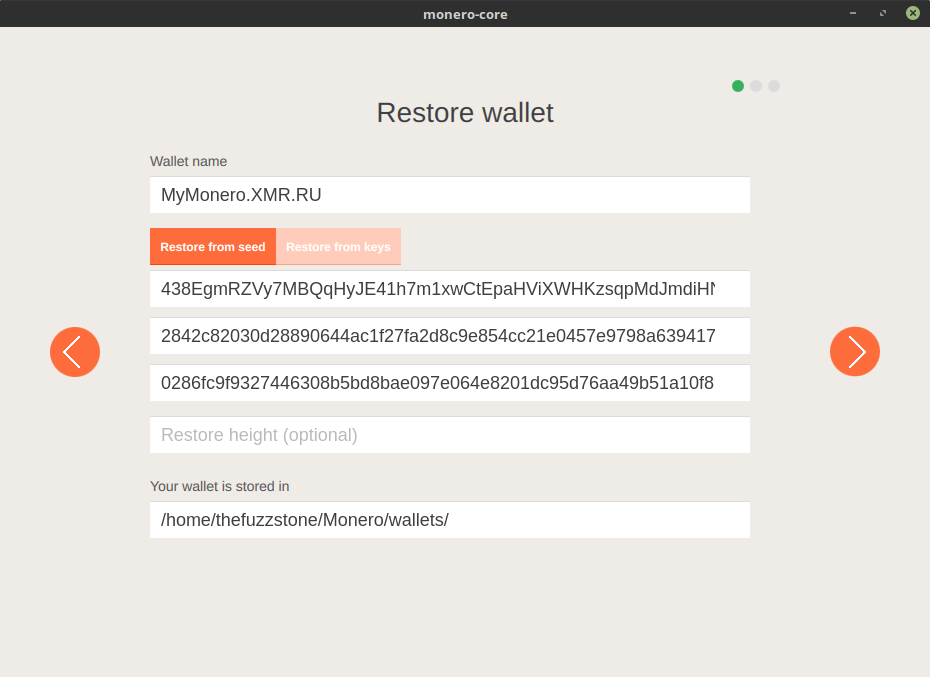 monero-core
Restore wallet
Wallet name
MyMonero.XMR.RU
Restore from seed Restore from keys
438EgmRZVy7MBQqHyJE41h7m1xwCtEpaHViXWHKzsqpMdJmdiHN
2842c82030d28890644ac1f27fa2d8c9e854cc21e0457e9798a639417
0286fc9f9327446308b5bd8bae097e064e8201dc95d76aa49b51a10f8
Restore height (optional)
Your wallet is stored in
/home/thefuzzstone/Monero/wallets/